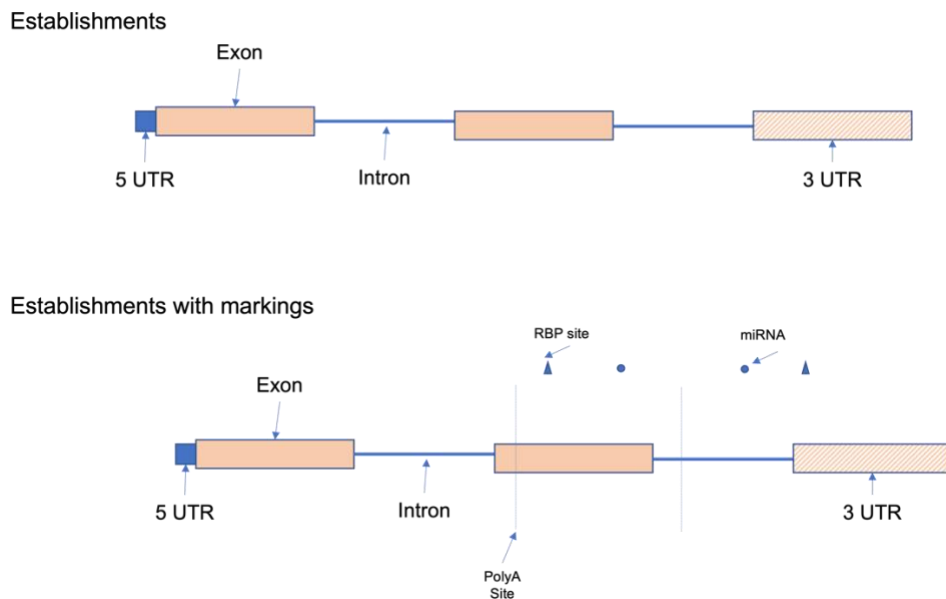 Establishments
Exon
5 UTR
Intron
3 UTR
Establishments with markings
RBP site
miRNA
Exon
5 UTR
Intron
3 UTR
PolyA
Site